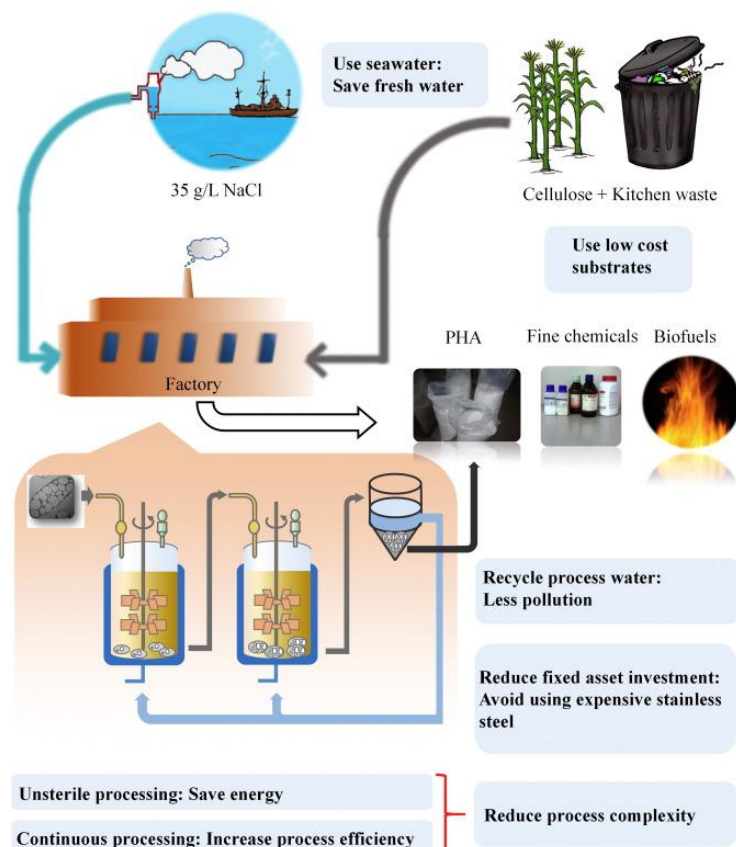 Use seawater:
Save fresh water
35 g/L NaCl
Cellulose + Kitchen waste
Use low cost
substrates
PHA
Fine chemicals
Biofuels
Factory
Recycle process water:
Less pollution
Reduce fixed asset investment:
Avoid using expensive stainless
steel
Unsterile processing: Save energy
Continuous processing: Increase process efficiency
Reduce process complexity